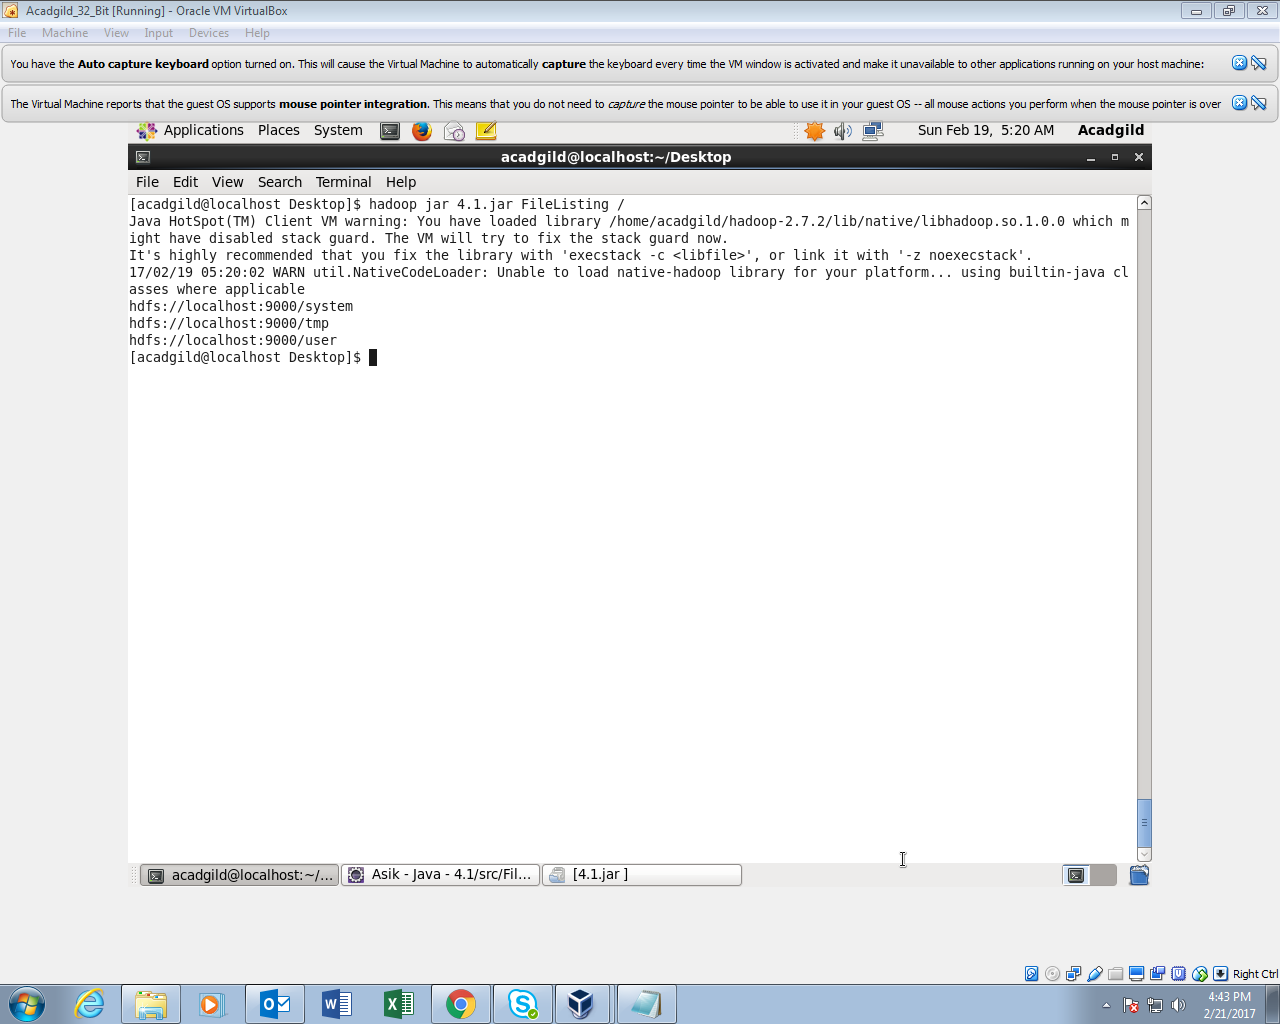 Acadgild_32_Bit [Running] - Oracle VM VirtualBox
File Machine View Input Devices Help
You have the Auto capture keyboard option turned on. This will cause the Virtual Machine to automatically capture the keyboard every time the VM window is activated and make it unavailable to other applications running on your host machine:
The Virtual Machine reports that the guest OS supports mouse pointer integration. This means that you do not need to capture the mouse pointer to be able to use it in your guest OS -- all mouse actions you perform when the mouse pointer is over
Applications Places System Sun Feb 19, 5:20 AM Acadgild
acadgild@localhost:~/Desktop
File Edit View Search Terminal Help
[acadgild@localhost Desktop]$ hadoop jar 4.1.jar FileListing /
Java HotSpot(TM) Client VM warning: You have loaded library /home/acadgild/hadoop-2.7.2/lib/native/libhadoop.so.1.0.0 which m
ight have disabled stack guard. The VM will try to fix the stack guard now.
It's highly recommended that you fix the library with 'execstack -c <libfile>', or link it with '-z noexecstack'.
17/02/19 05:20:02 WARN util.NativeCodeLoader: Unable to load native-hadoop library for your platform... using builtin-java cl
asses where applicable
hdfs://localhost:9000/system
hdfs://localhost:9000/tmp
hdfs://localhost:9000/user
[acadgild@localhost Desktop]$
acadgild@localhost:~/... Asik - Java - 4.1/src/Fil... [4.1.jar ]
Right Ctrl
4:43 PM
2/21/2017